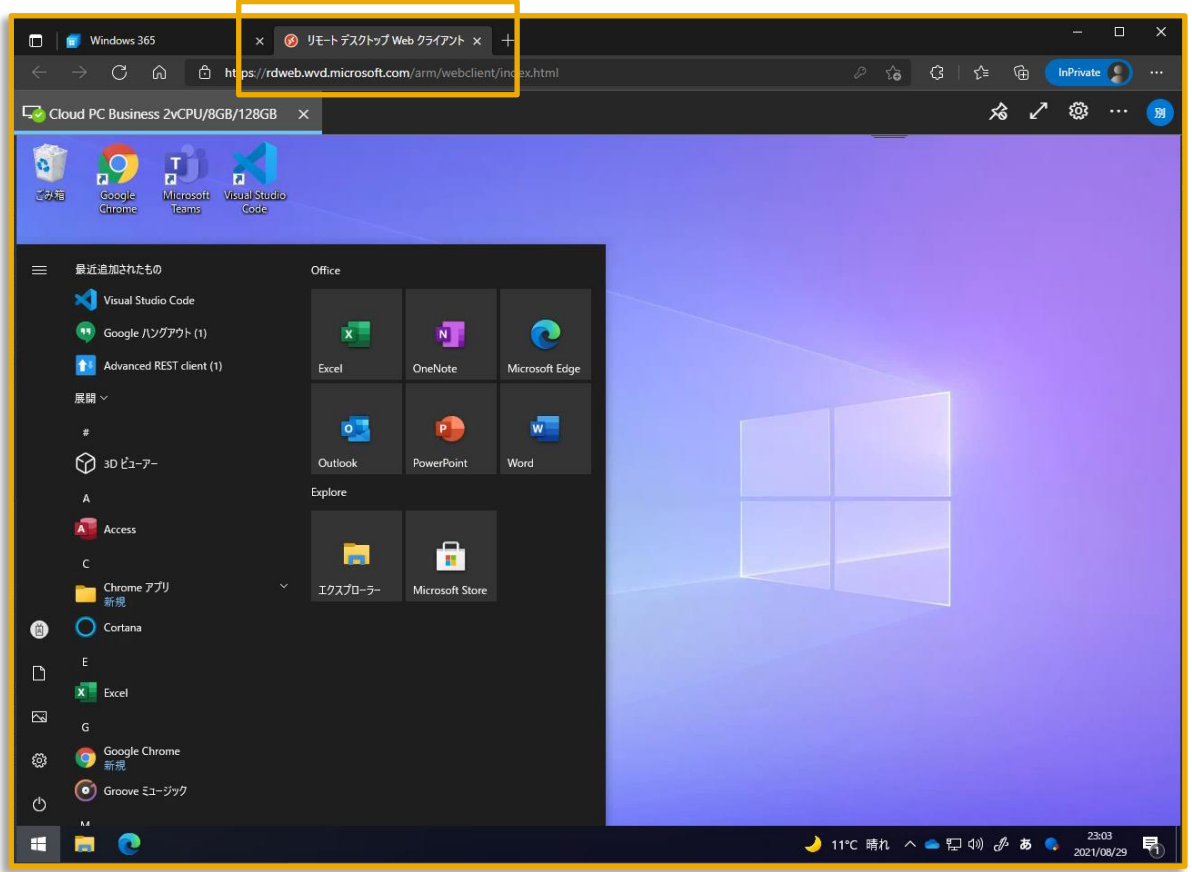 Windows 365
リモート デスクトップ Web クライアント
https://rdweb.wvd.microsoft.com/arm/webclient/index.html
InPrivate
Cloud PC Business 2vCPU/8GB/128GB
別
ごみ箱
Google Chrome
Microsoft Teams
Visual Studio Code
最近追加されたもの
Visual Studio Code
Google ハングアウト (1)
Advanced REST client (1)
展開
#
3D ビューアー
A
Access
C
Chrome アプリ
新規
Cortana
E
Excel
G
Google Chrome
新規
Groove ミュージック
M
Office
Excel
OneNote
Microsoft Edge
Outlook
PowerPoint
Word
Explore
エクスプローラー
Microsoft Store
11°C 晴れ
あ
23:03
2021/08/29
1